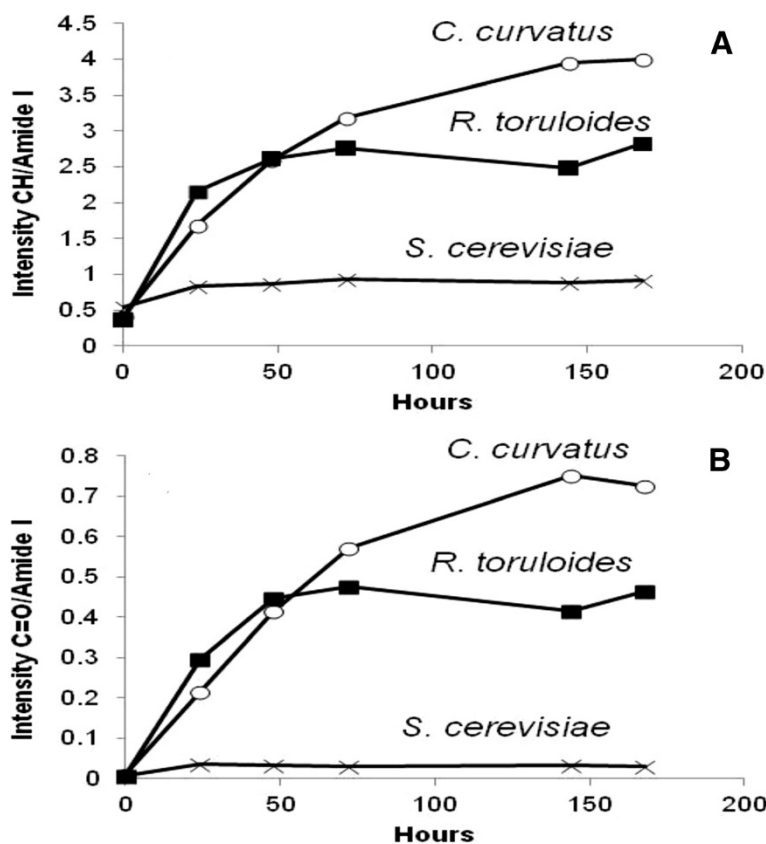 A
C. curvatus
R. toruloides
S. cerevisiae
Intensity CH/Amide I
4.5
4
3.5
3
2.5
2
1.5
1
0.5
0
0 50 100 150 200
Hours
B
C. curvatus
R. toruloides
S. cerevisiae
Intensity C=O/Amide I
0.8
0.7
0.6
0.5
0.4
0.3
0.2
0.1
0
0 50 100 150 200
Hours